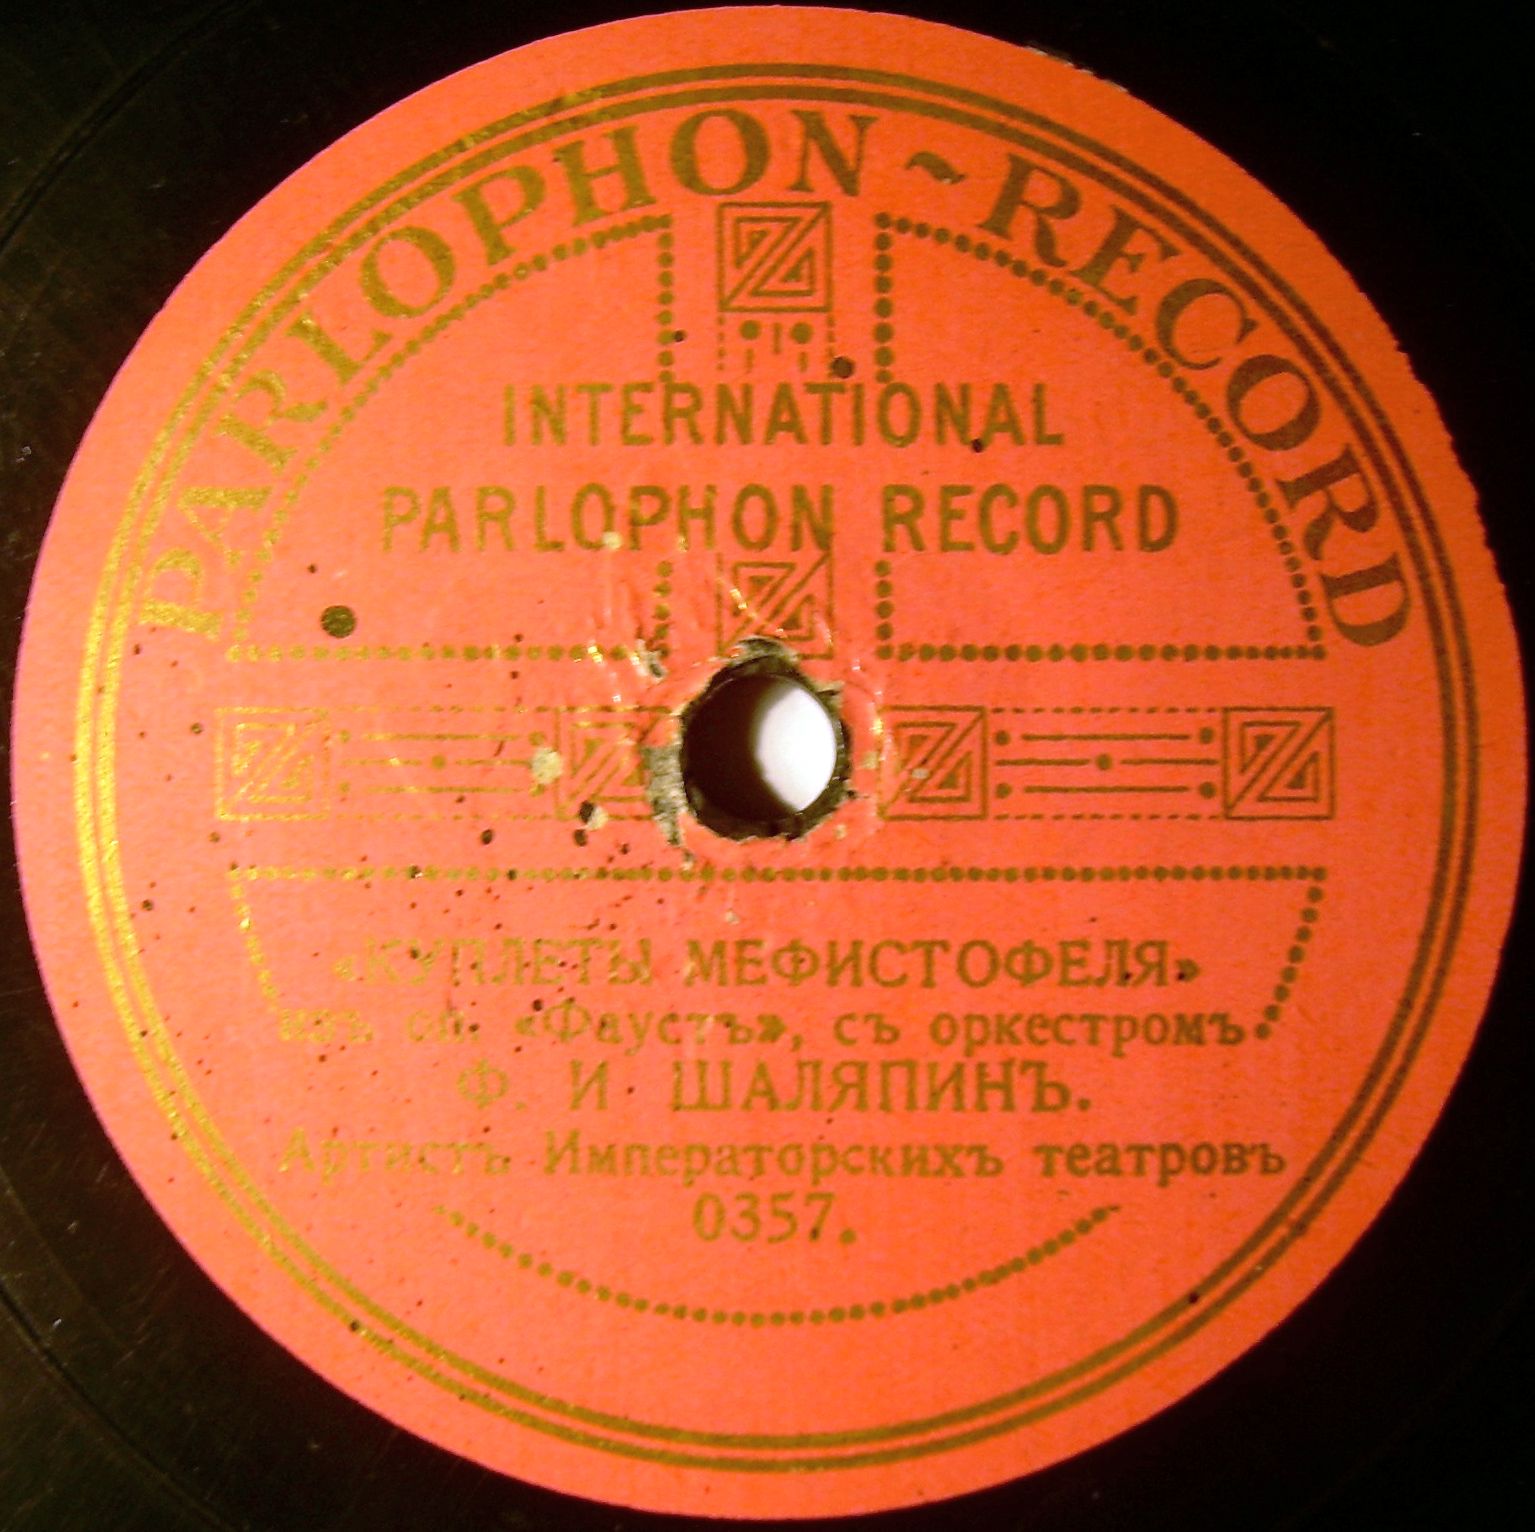 PARLOPHON ~ RECORD
INTERNATIONAL
PARLOPHON RECORD
«КУПЛЕТЫ МЕФИСТОФЕЛЯ»
изъ оп. «Фаустъ», съ оркестромъ
Ф. И. ШАЛЯПИНЪ.
Артистъ Императорскихъ театровъ
0357.